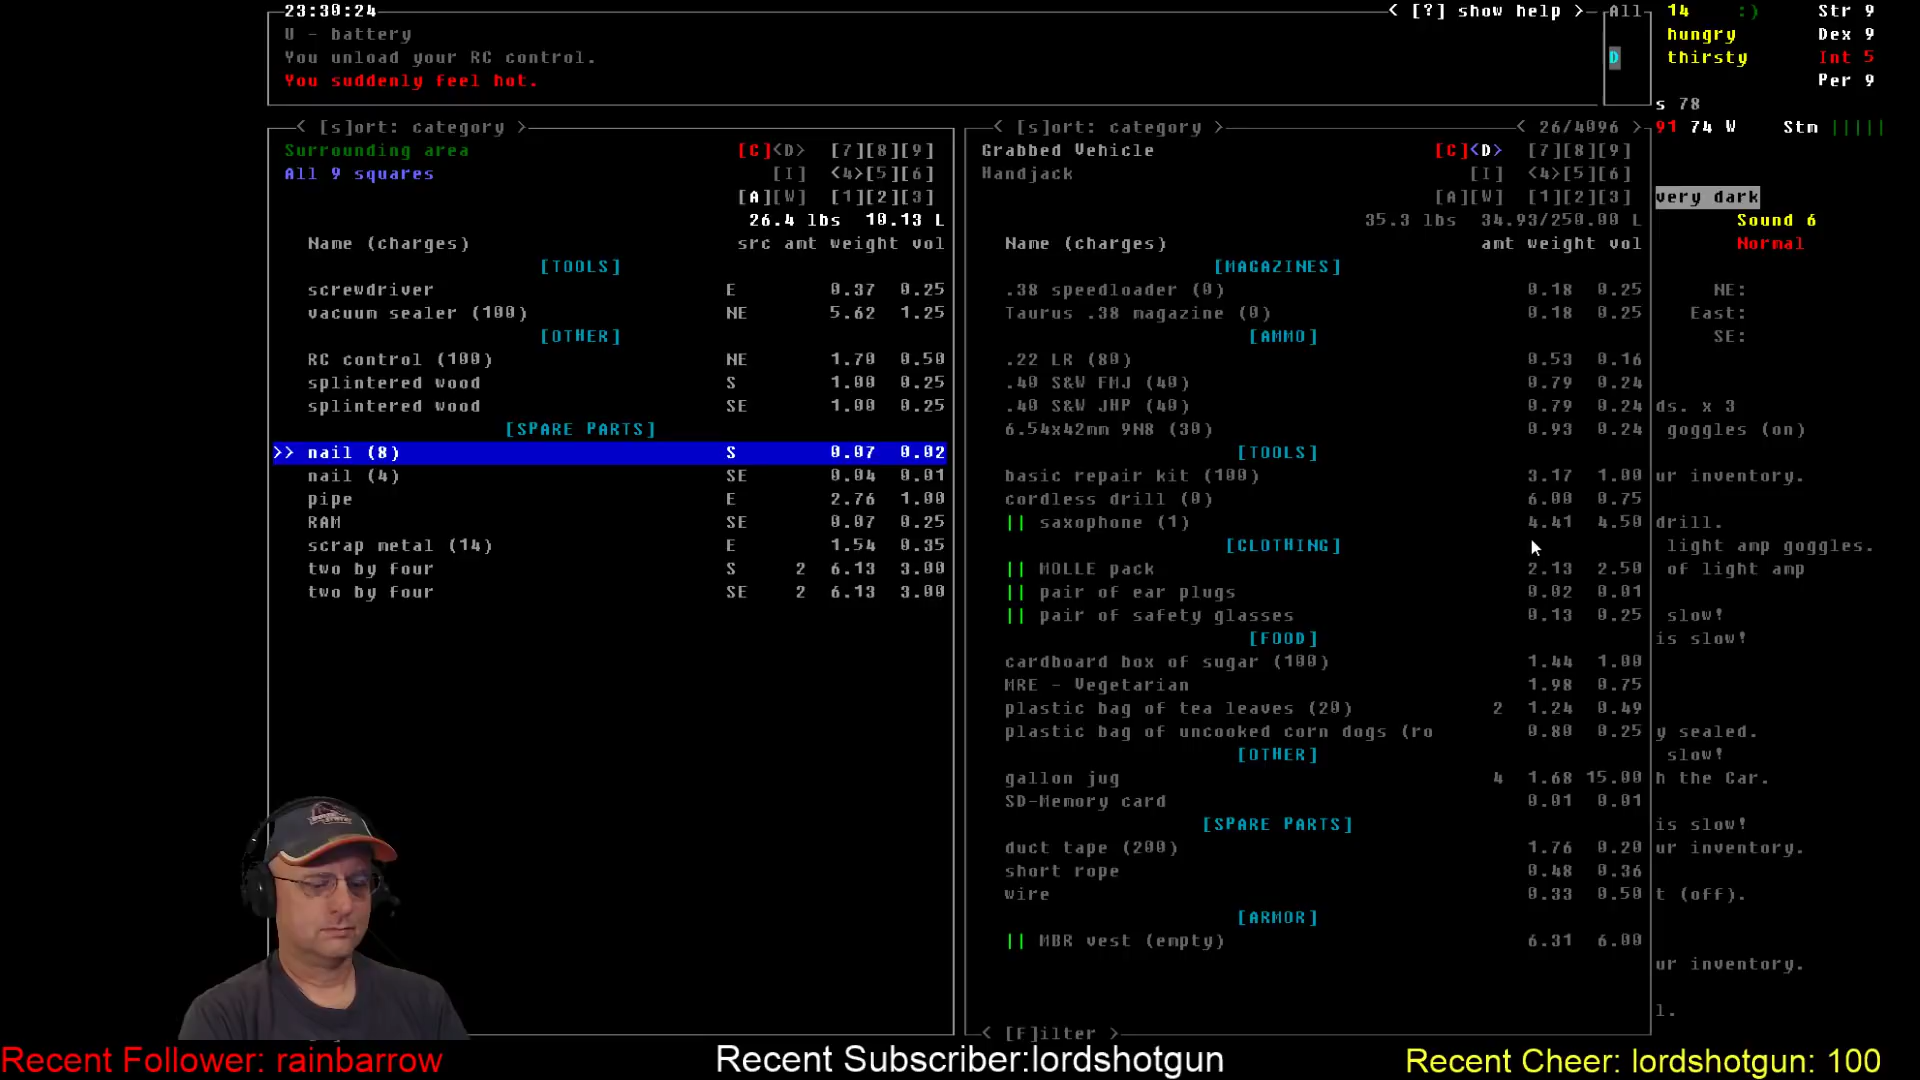 23:30:24
< [?] show help >
All
14 :) Str 9
U - battery
hungry Dex 9
You unload your RC control.
D
thirsty Int 5
You suddenly feel hot.
Per 9
s 78
< [s]ort: category >
< [s]ort: category >
< 26/4096 >
91 74 W Stm |||||
Surrounding area [C]<D> [7][8][9]
Grabbed Vehicle [C]<D> [7][8][9]
All 9 squares [I] <4>[5][6]
Handjack [I] <4>[5][6]
[A][W] [1][2][3]
[A][W] [1][2][3]
very dark
26.4 lbs 10.13 L
35.3 lbs 34.93/250.00 L
Sound 6
Name (charges) src amt weight vol
Name (charges) amt weight vol
Normal
[TOOLS]
[MAGAZINES]
screwdriver E 0.37 0.25
.38 speedloader (0) 0.18 0.25
NE:
vacuum sealer (100) NE 5.62 1.25
Taurus .38 magazine (0) 0.18 0.25
East:
[OTHER]
[AMMO]
SE:
RC control (100) NE 1.70 0.50
.22 LR (80) 0.53 0.16
splintered wood S 1.00 0.25
.40 S&W FMJ (40) 0.79 0.24
splintered wood SE 1.00 0.25
.40 S&W JHP (40) 0.79 0.24
ds. x 3
[SPARE PARTS]
6.54x42mm 9N8 (30) 0.93 0.24
goggles (on)
>> nail (8) S 0.07 0.02
[TOOLS]
nail (4) SE 0.04 0.01
basic repair kit (100) 3.17 1.00
ur inventory.
pipe E 2.76 1.00
cordless drill (0) 6.00 0.75
RAM SE 0.07 0.25
|| saxophone (1) 4.41 4.50
drill.
scrap metal (14) E 1.54 0.35
[CLOTHING]
light amp goggles.
two by four S 2 6.13 3.00
|| MOLLE pack 2.13 2.50
of light amp
two by four SE 2 6.13 3.00
|| pair of ear plugs 0.02 0.01
|| pair of safety glasses 0.13 0.25
slow!
[FOOD]
is slow!
cardboard box of sugar (100) 1.44 1.00
MRE - Vegetarian 1.98 0.75
plastic bag of tea leaves (20) 2 1.24 0.49
plastic bag of uncooked corn dogs (ro 0.80 0.25
y sealed.
[OTHER]
slow!
gallon jug 4 1.68 15.00
h the Car.
SD-Memory card 0.01 0.01
[SPARE PARTS]
is slow!
duct tape (200) 1.76 0.20
ur inventory.
short rope 0.48 0.36
wire 0.33 0.50
t (off).
[ARMOR]
|| MBR vest (empty) 6.31 6.00
ur inventory.
l.
< [F]ilter >
Recent Follower: rainbarrow
Recent Subscriber:lordshotgun
Recent Cheer: lordshotgun: 100